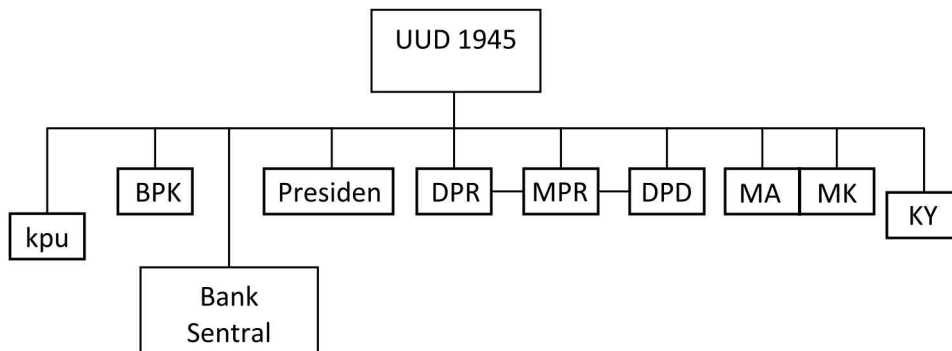 UUD 1945
BPK
Presiden
DPR
MPR
DPD
MA
MK
KY
kpu
Bank
Sentral